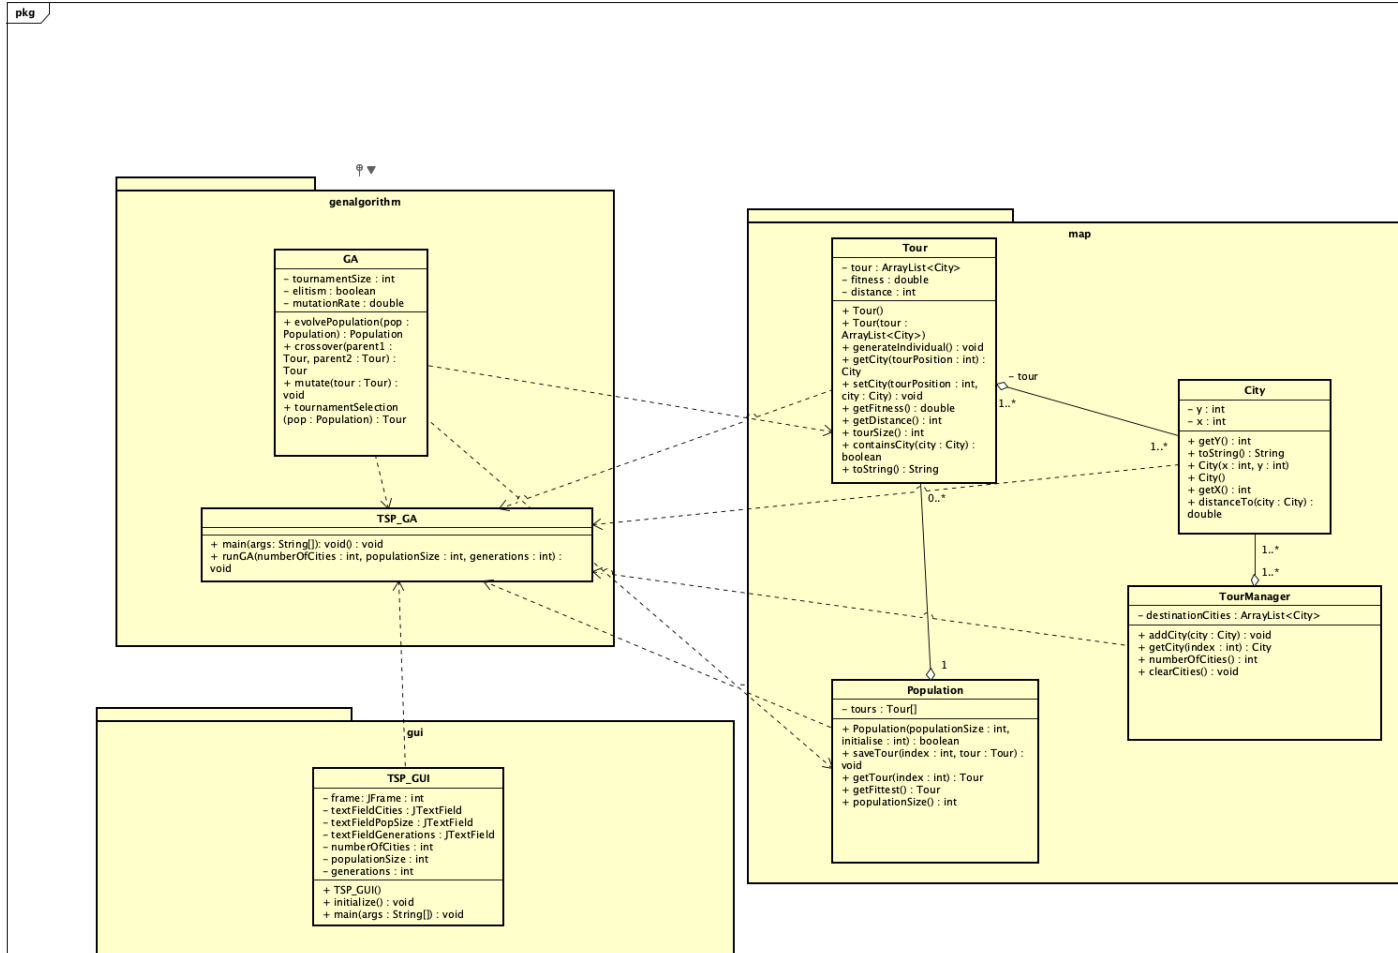 pkg
genalgorithm
GA
– tournamentSize : int
– elitism : boolean
– mutationRate : double
+ evolvePopulation(pop :
Population) : Population
+ crossover(parent1 :
Tour, parent2 : Tour) :
Tour
+ mutate(tour : Tour) :
void
+ tournamentSelection
(pop : Population) : Tour
TSP_GA
+ main(args: String[]): void() : void
+ runGA(numberOfCities : int, populationSize : int, generations : int) :
void
map
Tour
– tour : ArrayList<City>
– fitness : double
– distance : int
+ Tour()
+ Tour(tour :
ArrayList<City>)
+ generateIndividual() : void
+ getCity(tourPosition : int) :
City
+ setCity(tourPosition : int,
city : City) : void
+ getFitness() : double
+ getDistance() : int
+ tourSize() : int
+ containsCity(city : City) :
boolean
+ toString() : String
– tour
1..*
1..*
0..*
City
– y : int
– x : int
+ getY() : int
+ toString() : String
+ City(x : int, y : int)
+ City()
+ getX() : int
+ distanceTo(city : City) :
double
1..*
1..*
TourManager
– destinationCities : ArrayList<City>
+ addCity(city : City) : void
+ getCity(index : int) : City
+ numberOfCities() : int
+ clearCities() : void
1
Population
– tours : Tour[]
+ Population(populationSize : int,
initialise : int) : boolean
+ saveTour(index : int, tour : Tour) :
void
+ getTour(index : int) : Tour
+ getFittest() : Tour
+ populationSize() : int
gui
TSP_GUI
– frame: JFrame : int
– textFieldCities : JTextField
– textFieldPopSize : JTextField
– textFieldGenerations : JTextField
– numberOfCities : int
– populationSize : int
– generations : int
+ TSP_GUI()
+ initialize() : void
+ main(args : String[]) : void